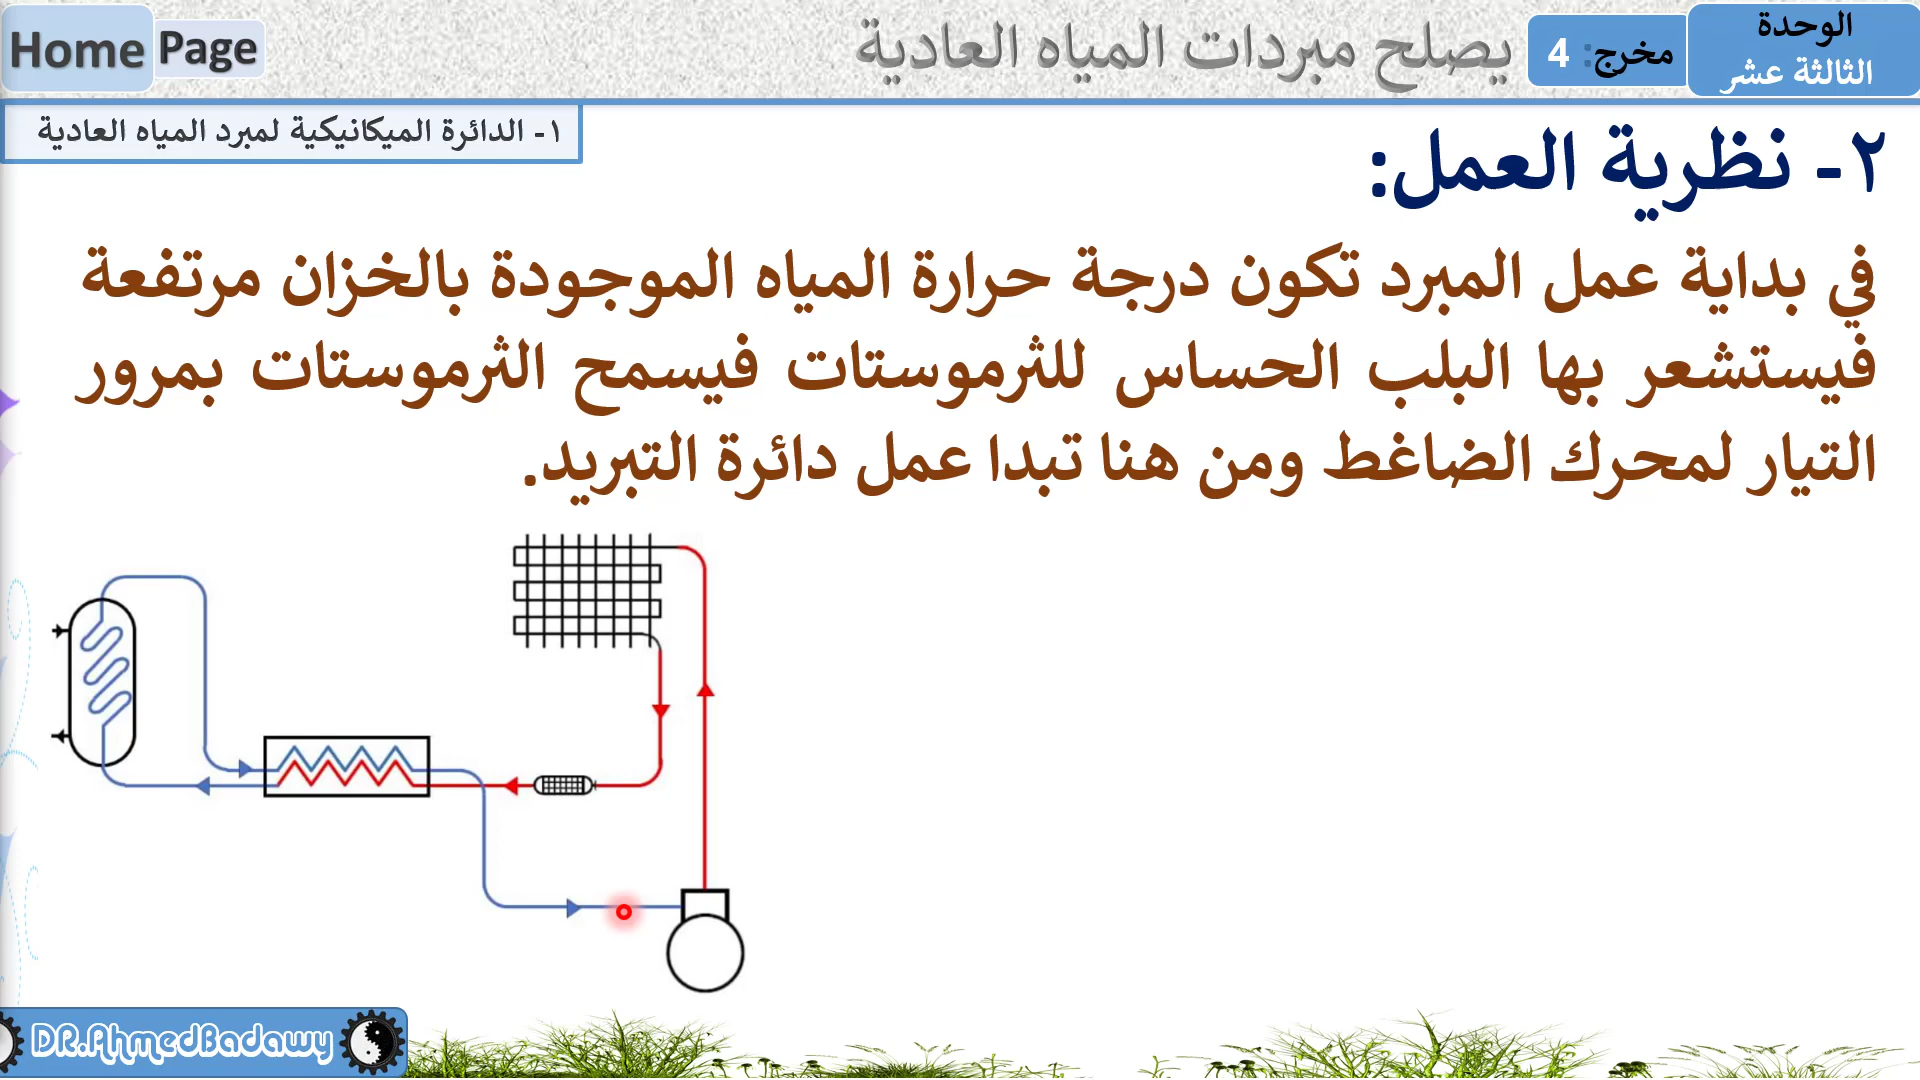 الوحدة
الثالثة عشر
مخرج: 4
يصلح مبردات المياه العادية
Home Page
١- الدائرة الميكانيكية لمبرد المياه العادية
٢- نظرية العمل:
في بداية عمل المبرد تكون درجة حرارة المياه الموجودة بالخزان مرتفعة
فيستشعر بها البلب الحساس للثرموستات فيسمح الثرموستات بمرور
التيار لمحرك الضاغط ومن هنا تبدا عمل دائرة التبريد.
DR.AhmedBadawy